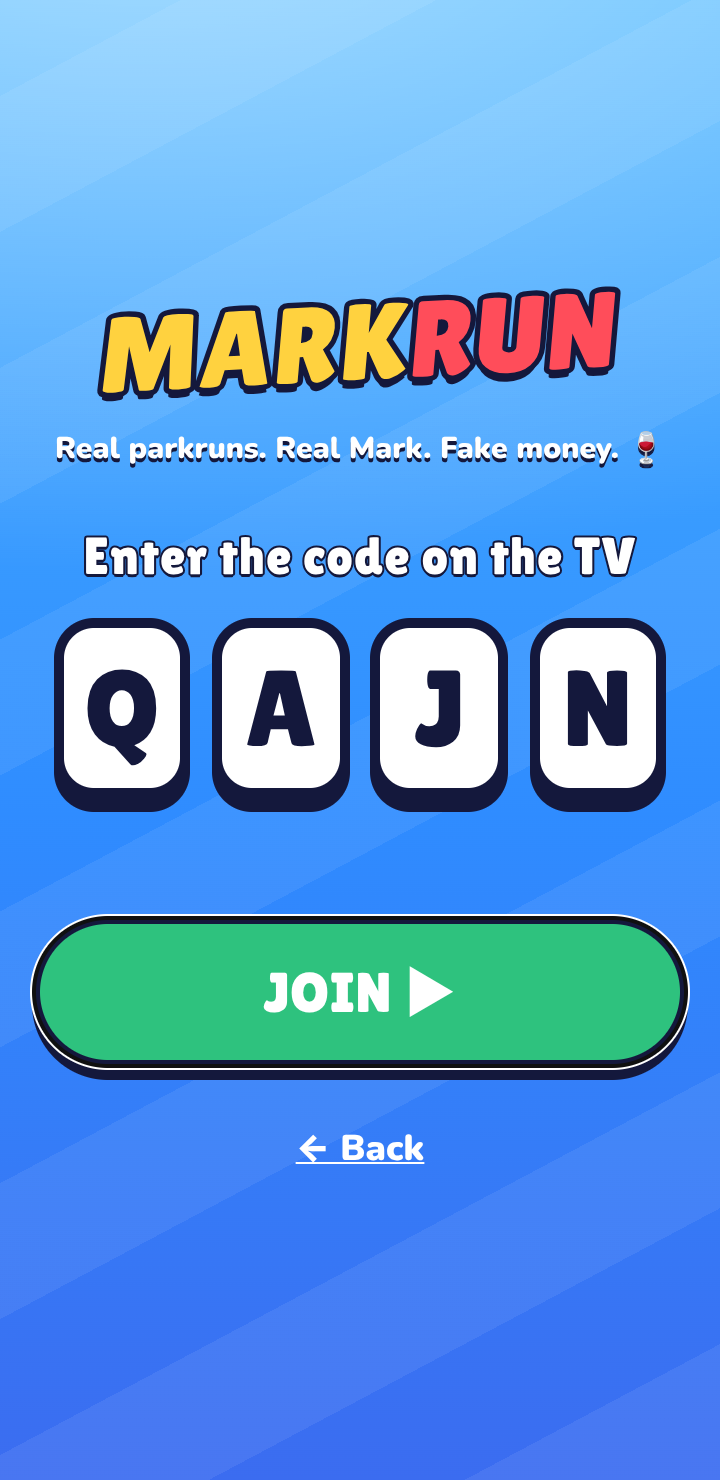 MARKRUN
Real parkruns. Real Mark. Fake money. 🍷
Enter the code on the TV
Q A J N
JOIN ▶
← Back